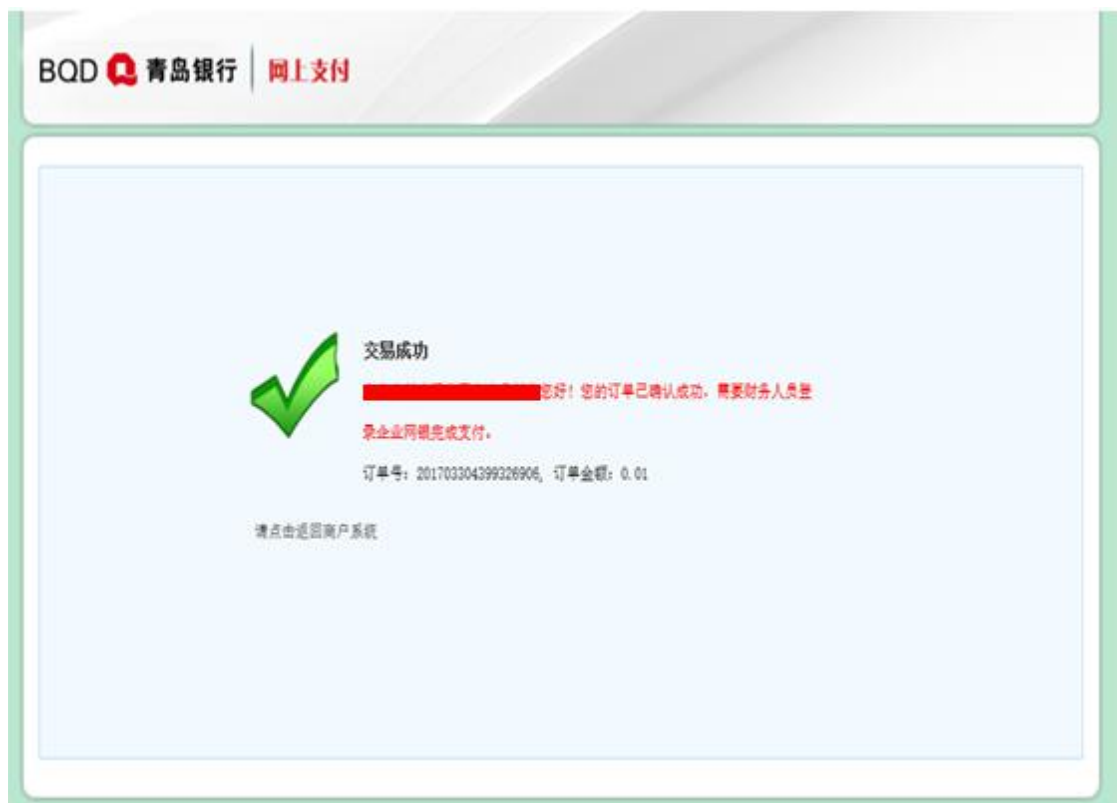 BQD 青岛银行 网上支付
交易成功
您好！您的订单已确认成功，需要财务人员登
录企业网银完成支付。
订单号：201703304399326906，订单金额：0.01
请点击返回商户系统